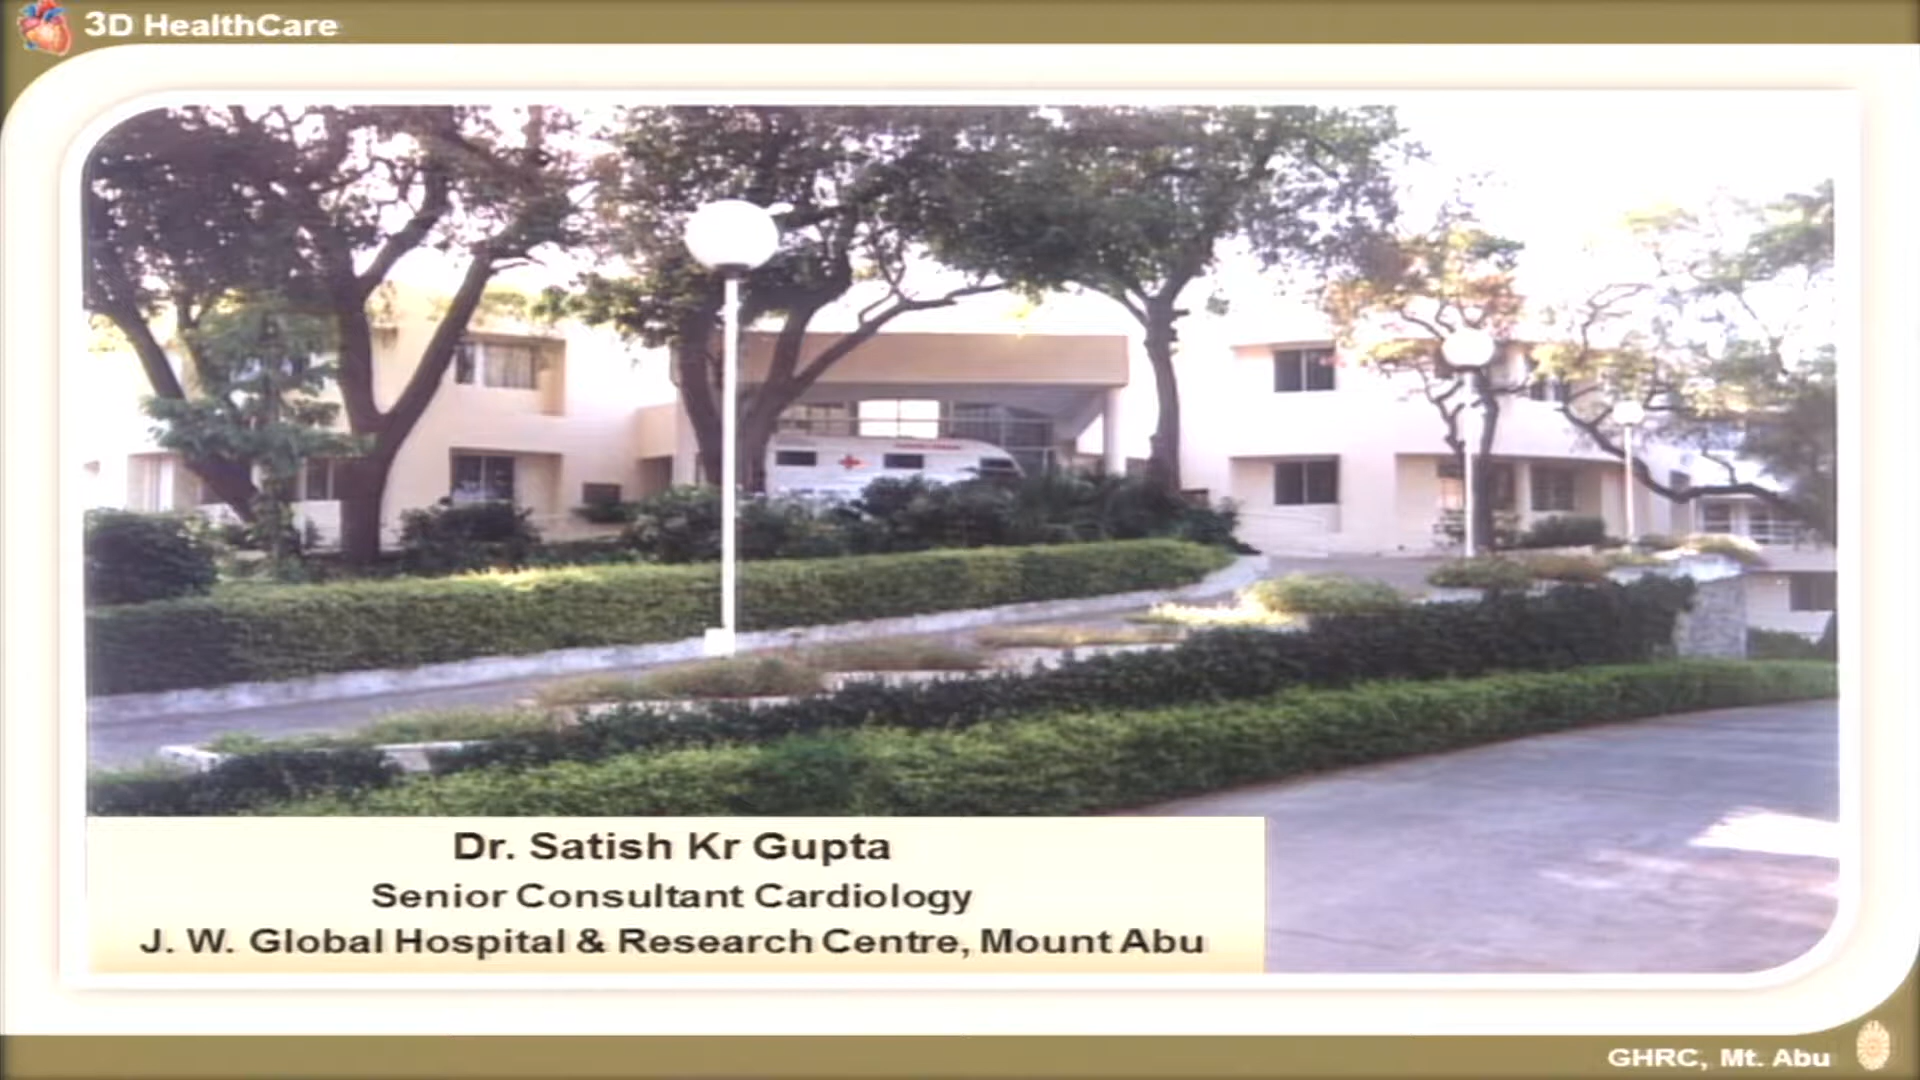 3D HealthCare
Dr. Satish Kr Gupta
Senior Consultant Cardiology
J. W. Global Hospital & Research Centre, Mount Abu
GHRC, Mt. Abu